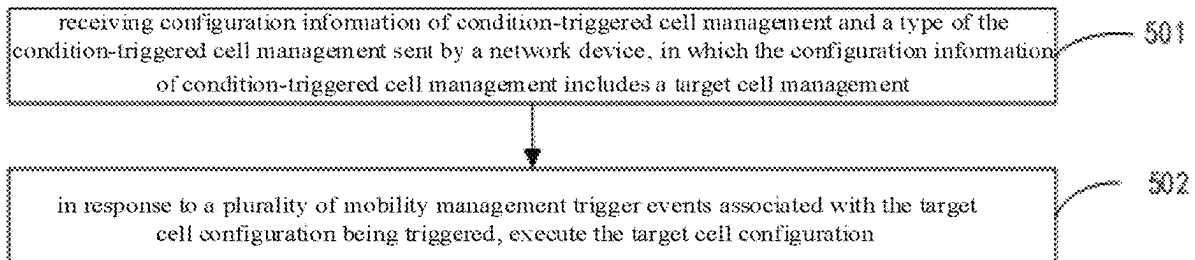 receiving configuration information of condition-triggered cell management and a type of the
condition-triggered cell management sent by a network device, in which the configuration information
of condition-triggered cell management includes a target cell management
501
in response to a plurality of mobility management trigger events associated with the target
cell configuration being triggered, execute the target cell configuration
502